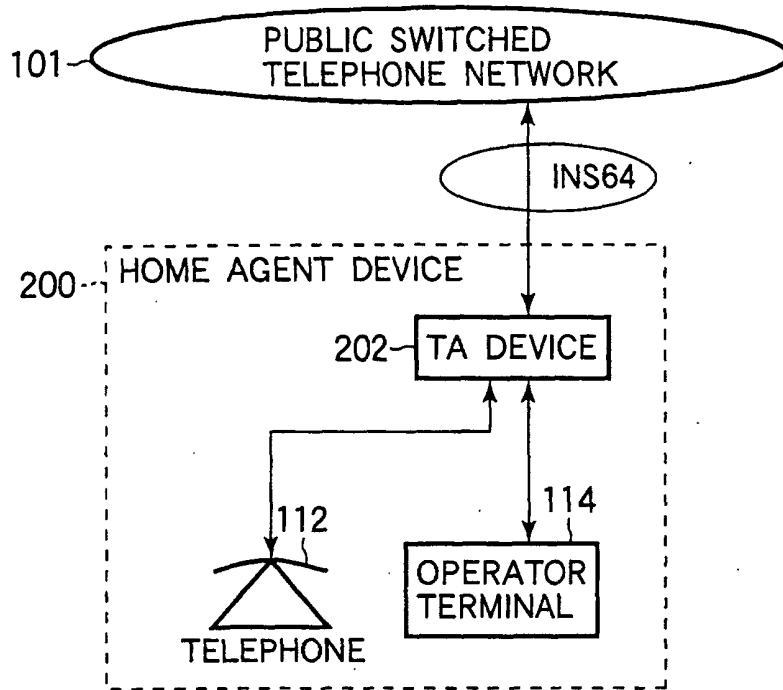 PUBLIC SWITCHED
TELEPHONE NETWORK
101
INS64
HOME AGENT DEVICE
200
202
TA DEVICE
112
114
OPERATOR
TERMINAL
TELEPHONE